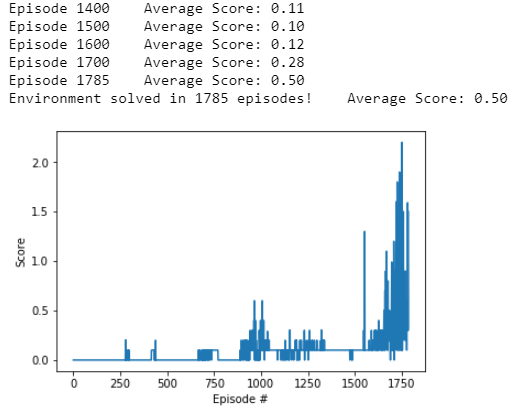 Episode 1400 Average Score: 0.11
Episode 1500 Average Score: 0.10
Episode 1600 Average Score: 0.12
Episode 1700 Average Score: 0.28
Episode 1785 Average Score: 0.50
Environment solved in 1785 episodes! Average Score: 0.50
2.0
1.5
1.0
0.5
0.0
Score
0 250 500 750 1000 1250 1500 1750
Episode #